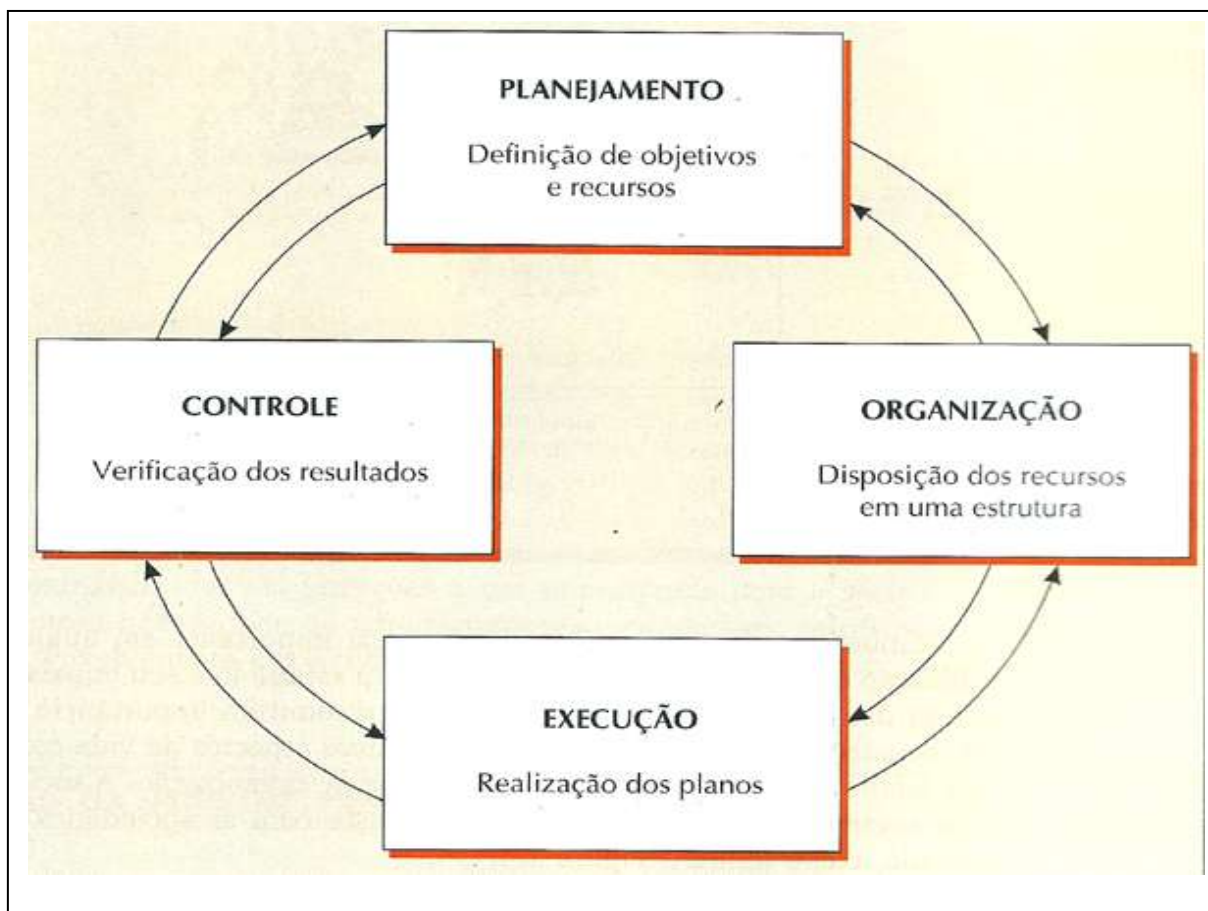 PLANEJAMENTO
Definição de objetivos
e recursos
CONTROLE
Verificação dos resultados
ORGANIZAÇÃO
Disposição dos recursos
em uma estrutura
EXECUÇÃO
Realização dos planos